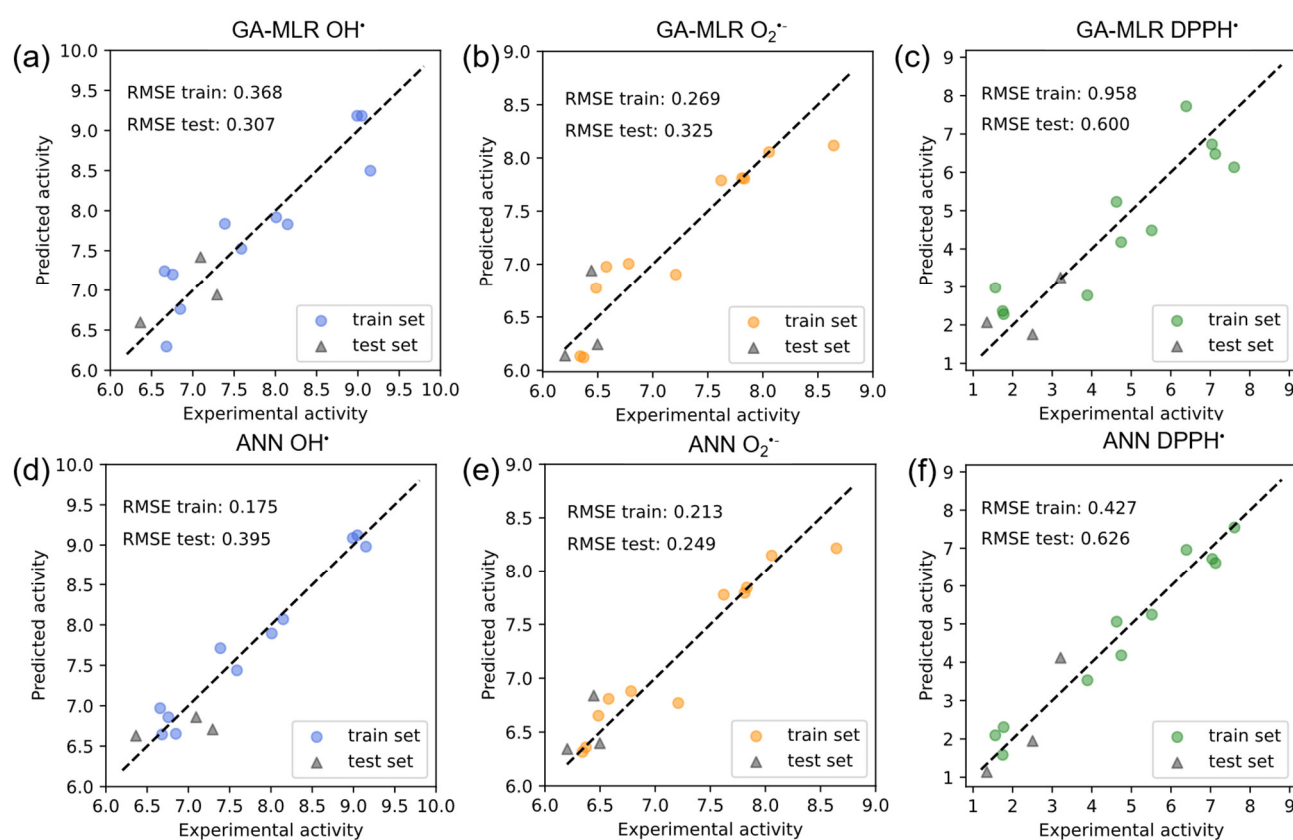 GA-MLR OH•
(a)
10.0
9.5
9.0
8.5
8.0
7.5
7.0
6.5
6.0
Predicted activity
RMSE train: 0.368
RMSE test: 0.307
train set
test set
6.0 6.5 7.0 7.5 8.0 8.5 9.0 9.5 10.0
Experimental activity
GA-MLR O₂•-
(b)
9.0
8.5
8.0
7.5
7.0
6.5
6.0
Predicted activity
RMSE train: 0.269
RMSE test: 0.325
train set
test set
6.0 6.5 7.0 7.5 8.0 8.5 9.0
Experimental activity
GA-MLR DPPH•
(c)
9
8
7
6
5
4
3
2
1
Predicted activity
RMSE train: 0.958
RMSE test: 0.600
train set
test set
1 2 3 4 5 6 7 8 9
Experimental activity
ANN OH•
(d)
10.0
9.5
9.0
8.5
8.0
7.5
7.0
6.5
6.0
Predicted activity
RMSE train: 0.175
RMSE test: 0.395
train set
test set
6.0 6.5 7.0 7.5 8.0 8.5 9.0 9.5 10.0
Experimental activity
ANN O₂•-
(e)
9.0
8.5
8.0
7.5
7.0
6.5
6.0
Predicted activity
RMSE train: 0.213
RMSE test: 0.249
train set
test set
6.0 6.5 7.0 7.5 8.0 8.5 9.0
Experimental activity
ANN DPPH•
(f)
9
8
7
6
5
4
3
2
1
Predicted activity
RMSE train: 0.427
RMSE test: 0.626
train set
test set
1 2 3 4 5 6 7 8 9
Experimental activity